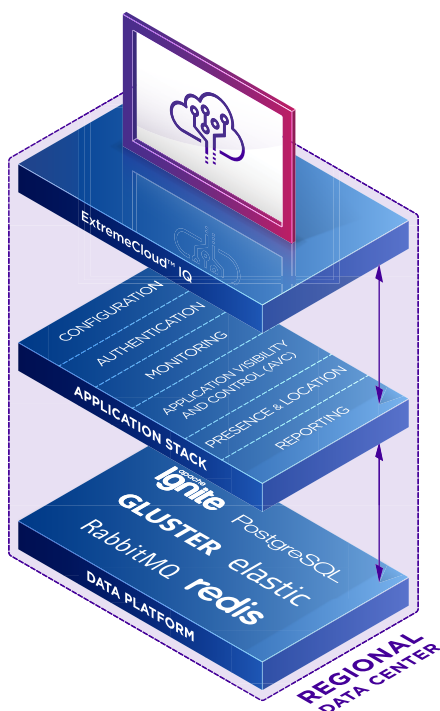 ExtremeCloud™ IQ
CONFIGURATION
AUTHENTICATION
MONITORING
APPLICATION VISIBILITY
AND CONTROL (AVC)
PRESENCE & LOCATION
REPORTING
APPLICATION STACK
apache
Ignite
PostgreSQL
GLUSTER
elastic
RabbitMQ
redis
DATA PLATFORM
REGIONAL
DATA CENTER